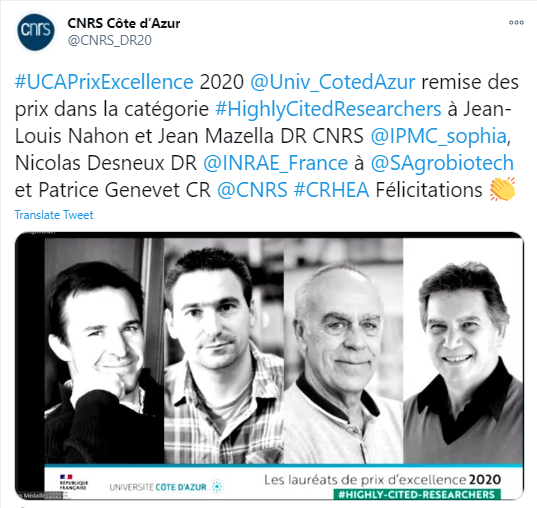 cnrs
CNRS Côte d'Azur
@CNRS_DR20
#UCAPrixExcellence 2020 @Univ_CotedAzur remise des
prix dans la catégorie #HighlyCitedResearchers à Jean-
Louis Nahon et Jean Mazella DR CNRS @IPMC_sophia,
Nicolas Desneux DR @INRAE_France à @SAgrobiotech
et Patrice Genevet CR @CNRS #CRHEA Félicitations 👏
Translate Tweet
RÉPUBLIQUE
FRANÇAISE
UNIVERSITÉ CÔTE D'AZUR
Les lauréats de prix d'excellence 2020
#HIGHLY-CITED-RESEARCHERS